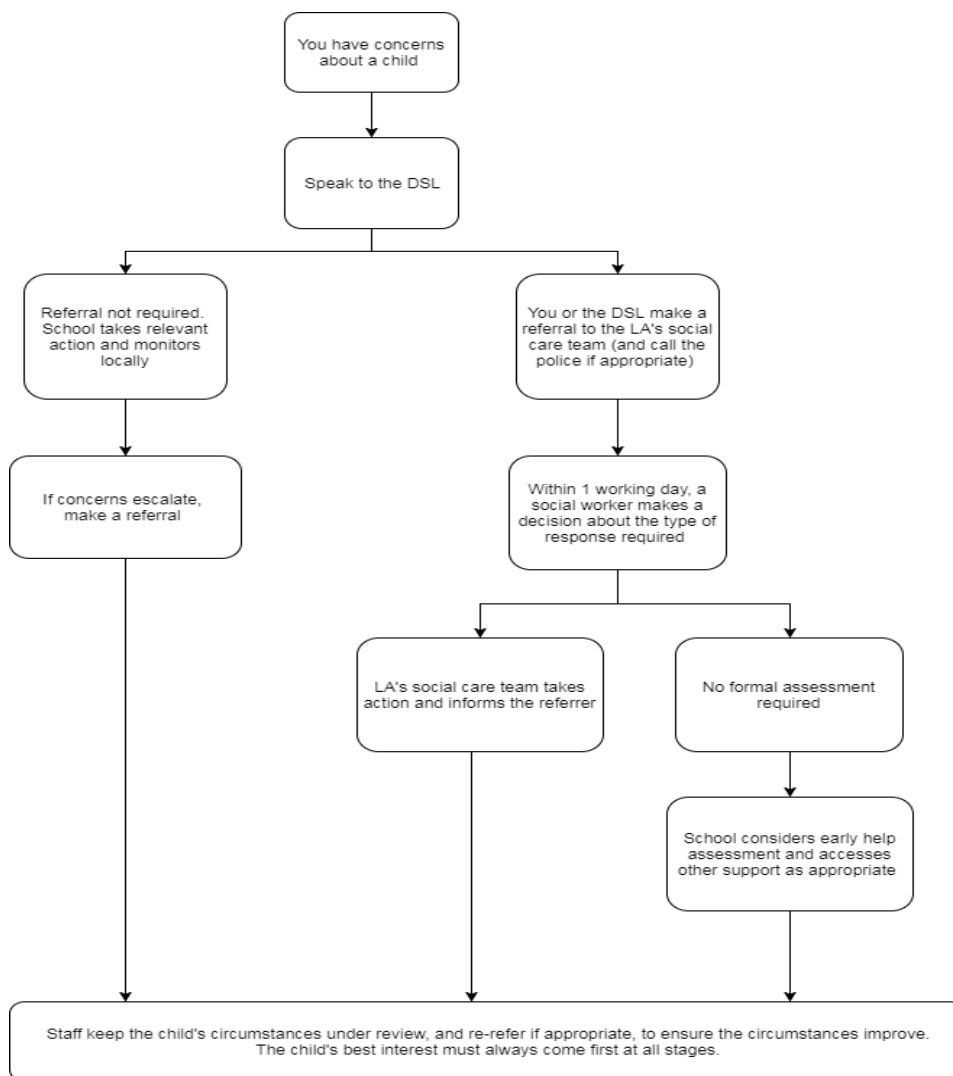 You have concerns
about a child
Speak to the DSL
Referral not required.
School takes relevant
action and monitors
locally
You or the DSL make a
referral to the LA's social
care team (and call the
police if appropriate)
If concerns escalate,
make a referral
Within 1 working day, a
social worker makes a
decision about the type of
response required
LA's social care team takes
action and informs the referrer
No formal assessment
required
School considers early help
assessment and accesses
other support as appropriate
Staff keep the child's circumstances under review, and re-refer if appropriate, to ensure the circumstances improve.
The child's best interest must always come first at all stages.